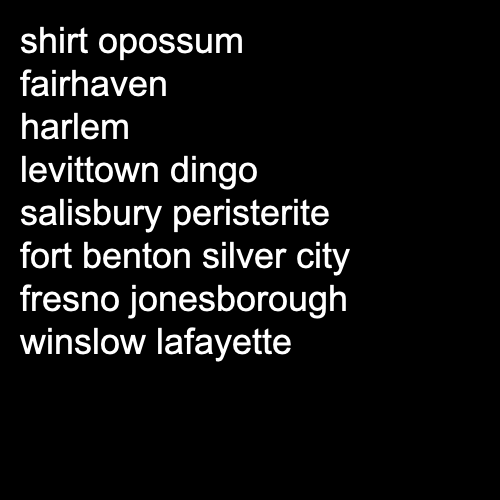 shirt opossum
fairhaven
harlem
levittown dingo
salisbury peristerite
fort benton silver city
fresno jonesborough
winslow lafayette